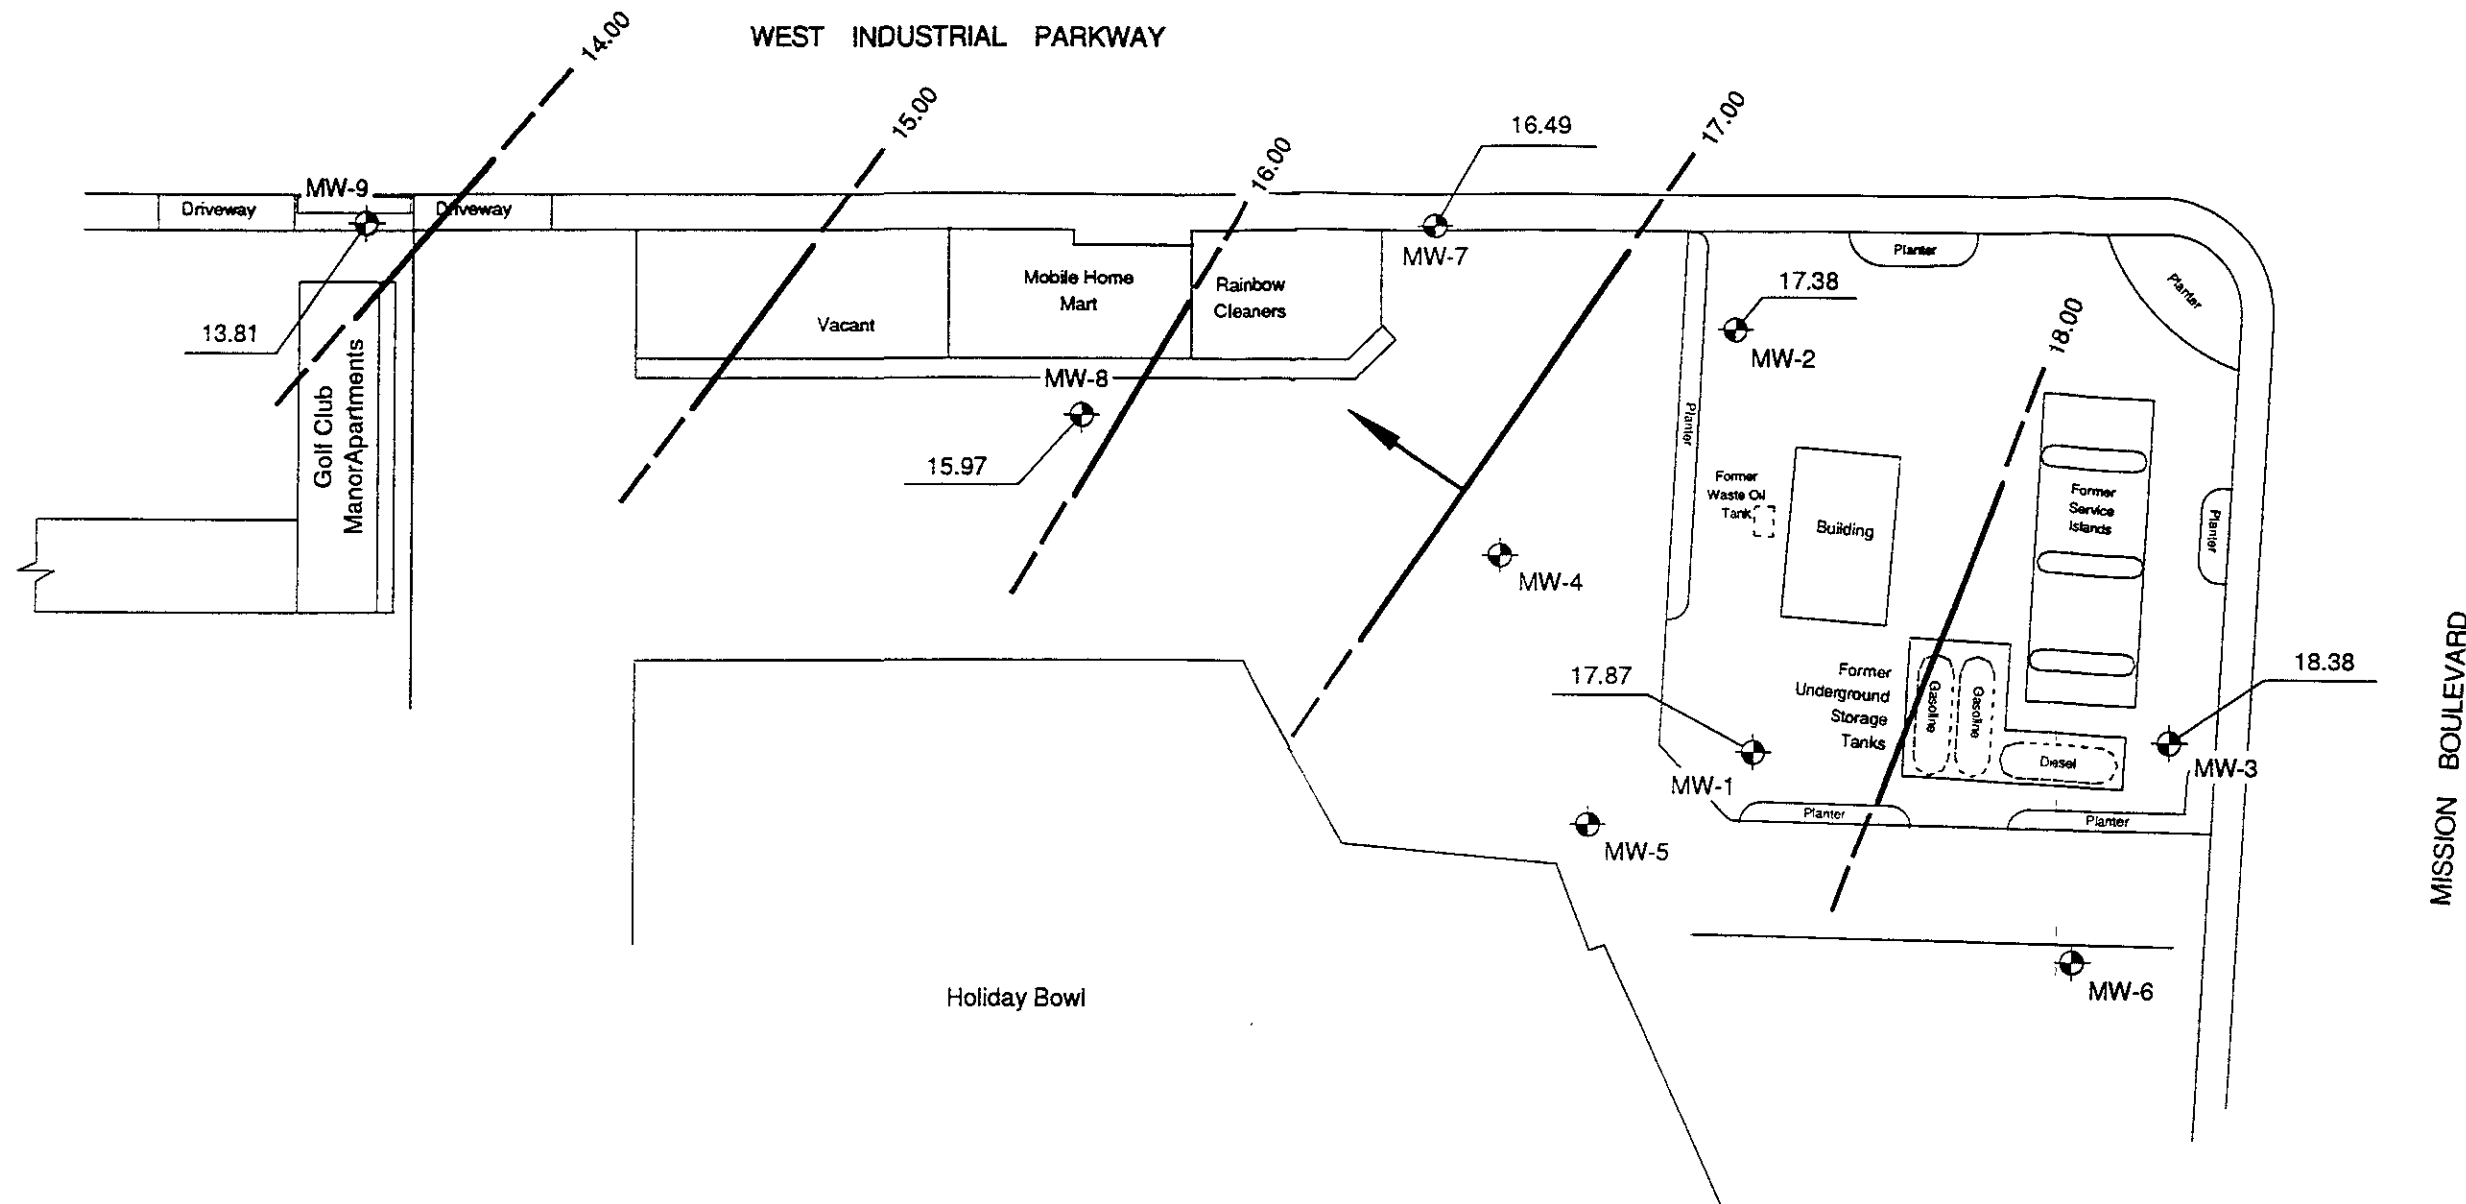 14.00
WEST INDUSTRIAL PARKWAY
15.00
17.00
16.49
16.00
MW-9
Driveway
Driveway
MW-7
Planter
Planter
17.38
Mobile Home
Mart
Rainbow
Cleaners
Vacant
13.81
18.00
MW-2
MW-8
Golf Club
ManorApartments
Planter
15.97
Former
Waste Oil
Tank
Building
Former
Service
Islands
Planter
MW-4
17.87
Former
Underground
Storage
Tanks
Gasoline
Gasoline
Diesel
18.38
MW-3
MISSION BOULEVARD
MW-1
Planter
Planter
MW-5
MW-6
Holiday Bowl